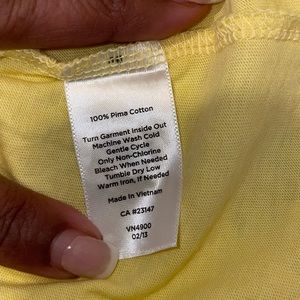 100% Pima Cotton
Turn Garment Inside Out
Machine Wash Cold
Gentle Cycle
Only Non-Chlorine
Bleach When Needed
Tumble Dry Low
Warm Iron, If Needed
Made in Vietnam
CA #23147
VN4900
02/13